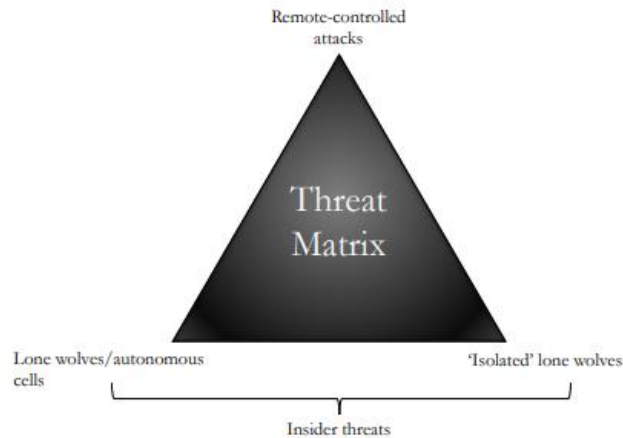 Remote-controlled
attacks
Threat
Matrix
Lone wolves/autonomous
cells
‘Isolated’ lone wolves
Insider threats